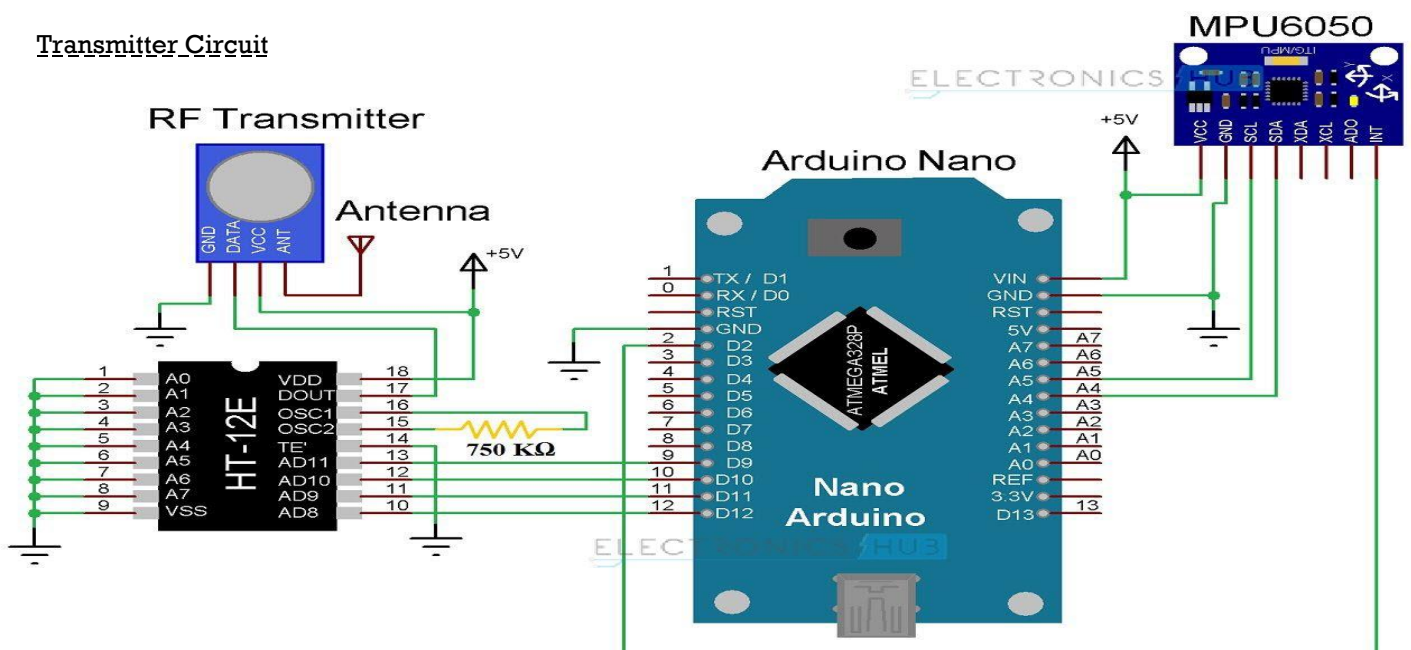 Transmitter Circuit
MPU6050
ITG/MPU
ELECTRONICS HUB
Y
X
VCC GND SCL SDA XDA XCL ADO INT
+5V
RF Transmitter
GND DATA VCC ANT
Antenna
+5V
Arduino Nano
1 TX / D1
0 RX / D0
RST
GND
2 D2
3 D3
4 D4
5 D5
6 D6
7 D7
8 D8
9 D9
10 D10
11 D11
12 D12
VIN
GND
RST
5V
A7 A7
A6 A6
A5 A5
A4 A4
A3 A3
A2 A2
A1 A1
A0 A0
REF
3.3V
D13 13
ATMEGA328P
ATMEL
Nano
Arduino
HT-12E
1 A0
2 A1
3 A2
4 A3
5 A4
6 A5
7 A6
8 A7
9 VSS
VDD 18
DOUT 17
OSC1 16
OSC2 15
TE' 14
AD11 13
AD10 12
AD9 11
AD8 10
750 KΩ
ELECTRONICS HUB